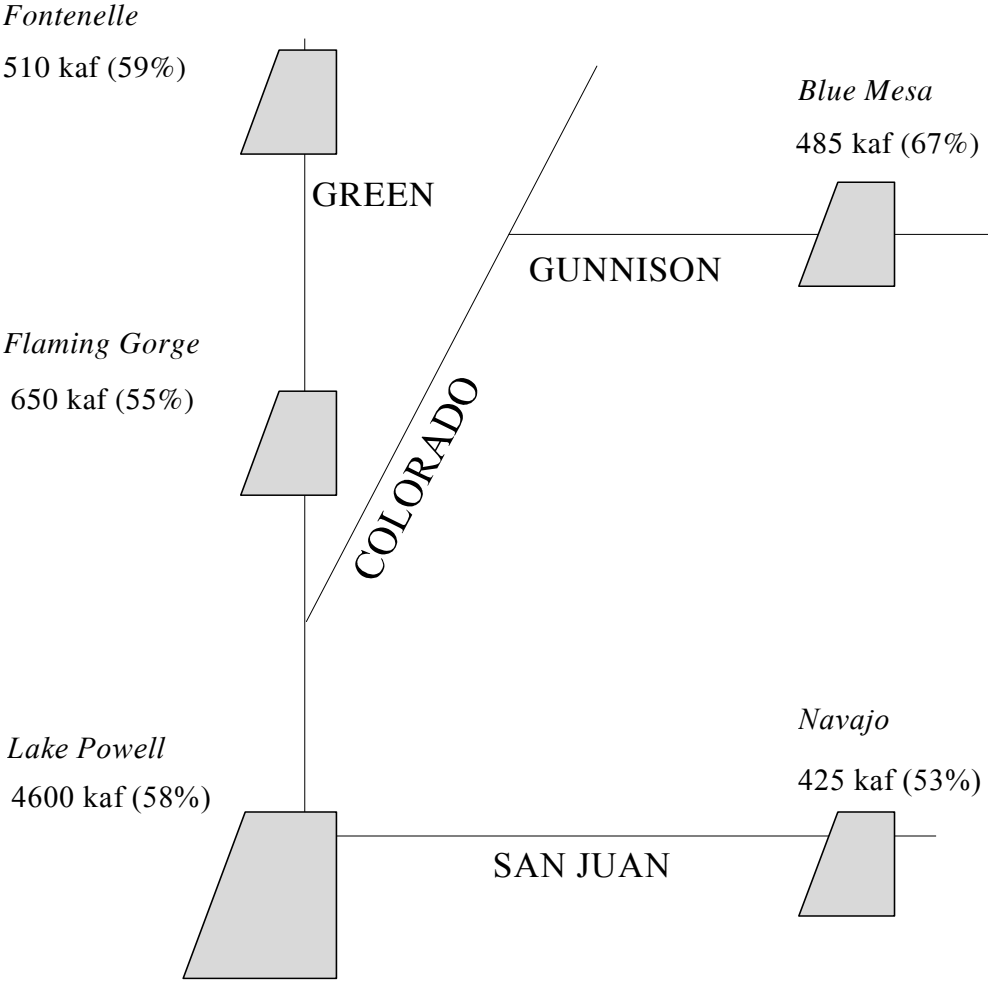 Fontenelle
510 kaf (59%)
Blue Mesa
485 kaf (67%)
GREEN
GUNNISON
Flaming Gorge
650 kaf (55%)
COLORADO
Lake Powell
4600 kaf (58%)
Navajo
425 kaf (53%)
SAN JUAN